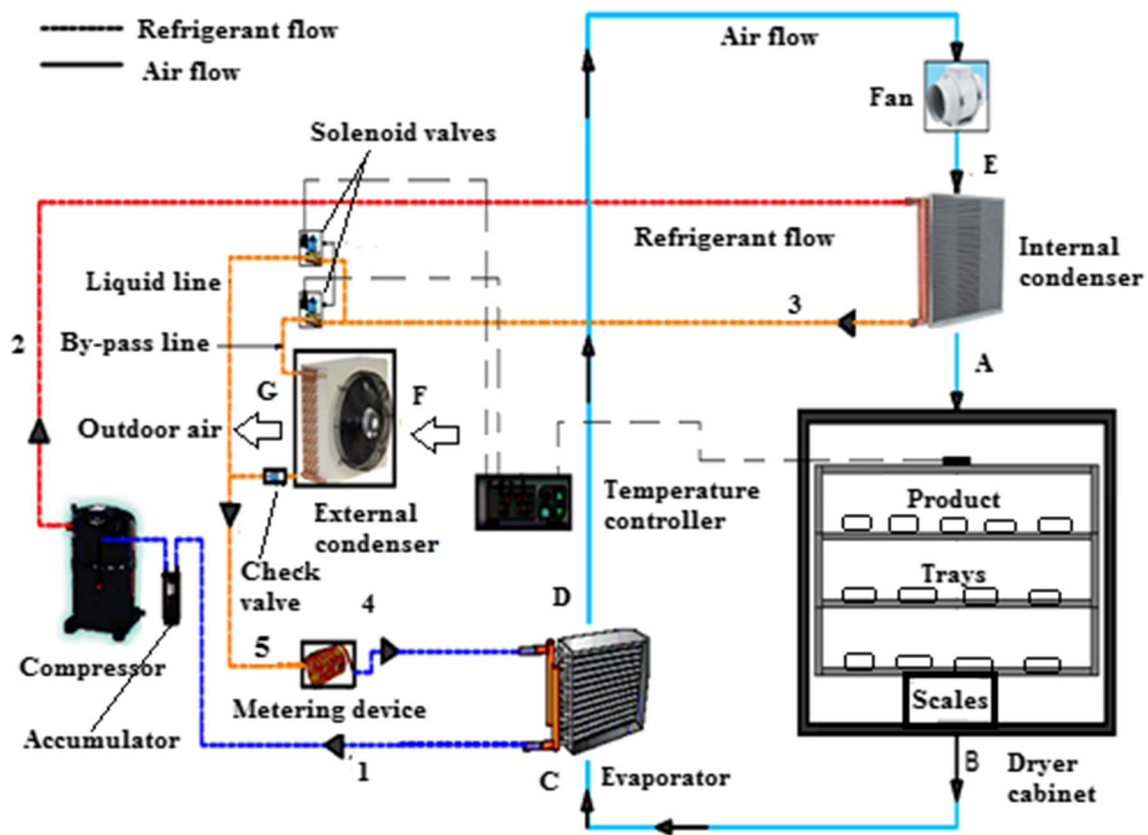 Refrigerant flow
Air flow
Air flow
Fan
Solenoid valves
E
Refrigerant flow
Internal
condenser
Liquid line
3
2
By-pass line
A
G
F
Outdoor air
Product
Temperature
controller
External
condenser
Trays
Check
valve
4
D
5
Compressor
Metering device
Scales
Accumulator
1
C
Evaporator
B
Dryer
cabinet